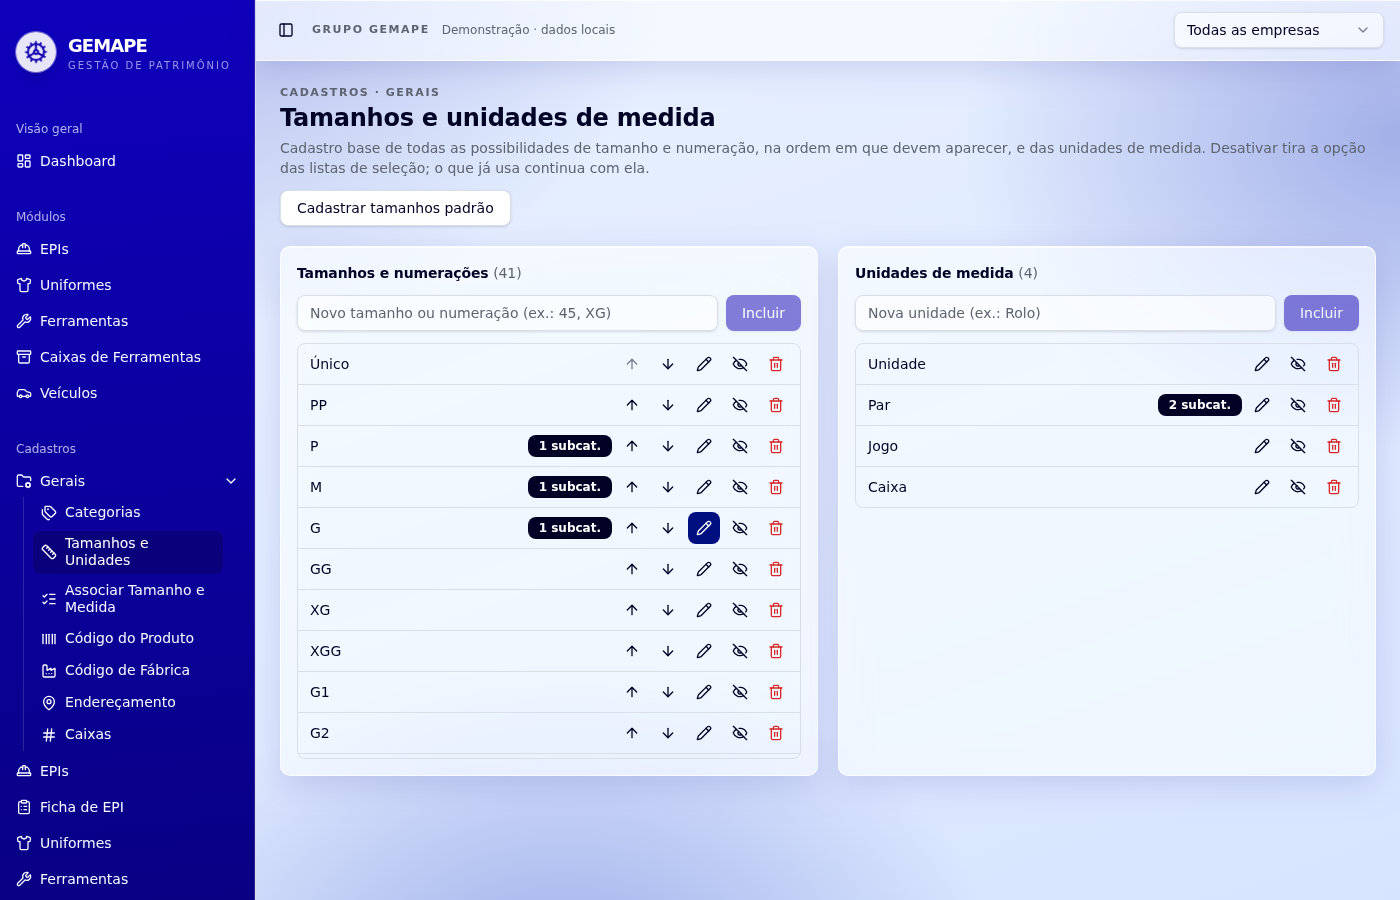 GEMAPE
GESTÃO DE PATRIMÔNIO
Visão geral
Dashboard
Módulos
EPIs
Uniformes
Ferramentas
Caixas de Ferramentas
Veículos
Cadastros
Gerais
Categorias
Tamanhos e
Unidades
Associar Tamanho e
Medida
Código do Produto
Código de Fábrica
Endereçamento
Caixas
EPIs
Ficha de EPI
Uniformes
Ferramentas
GRUPO GEMAPE Demonstração · dados locais
Todas as empresas
CADASTROS · GERAIS
Tamanhos e unidades de medida
Cadastro base de todas as possibilidades de tamanho e numeração, na ordem em que devem aparecer, e das unidades de medida. Desativar tira a opção
das listas de seleção; o que já usa continua com ela.
Cadastrar tamanhos padrão
Tamanhos e numerações (41)
Novo tamanho ou numeração (ex.: 45, XG) Incluir
Único
PP
P 1 subcat.
M 1 subcat.
G 1 subcat.
GG
XG
XGG
G1
G2
Unidades de medida (4)
Nova unidade (ex.: Rolo) Incluir
Unidade
Par 2 subcat.
Jogo
Caixa